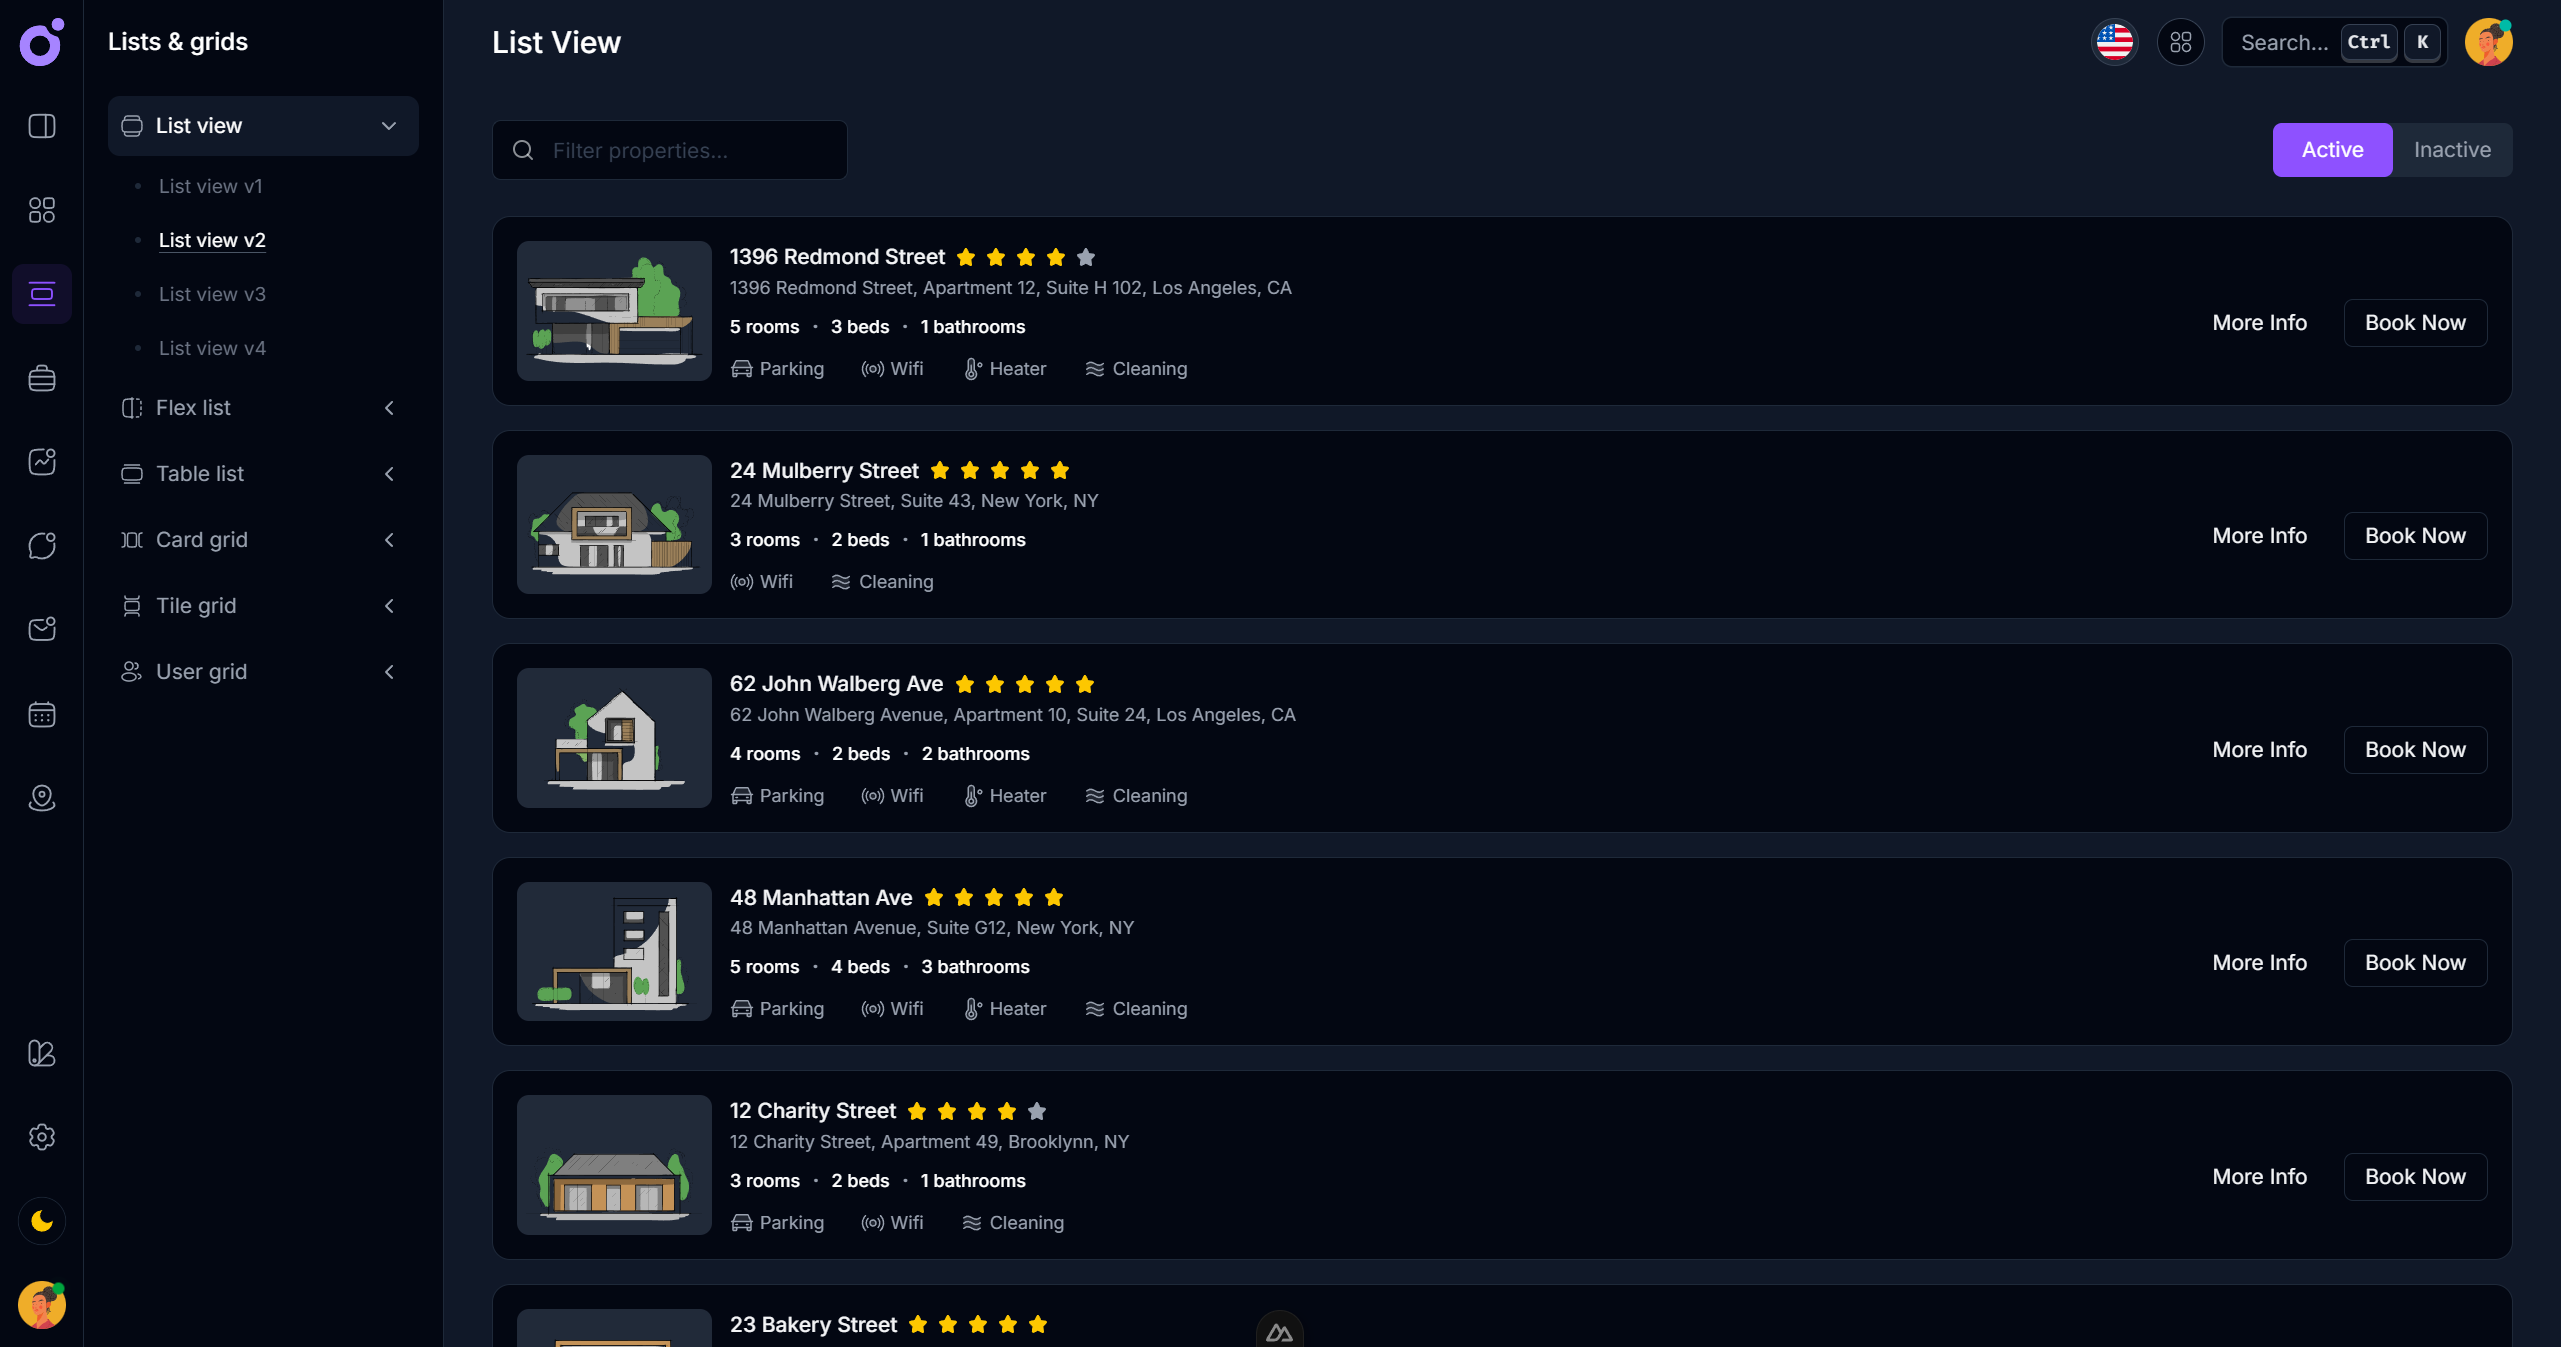 Lists & grids
List view
List view v1
List view v2
List view v3
List view v4
Flex list
Table list
Card grid
Tile grid
User grid
List View
Search... Ctrl K
Filter properties...
Active Inactive
1396 Redmond Street
1396 Redmond Street, Apartment 12, Suite H 102, Los Angeles, CA
5 rooms · 3 beds · 1 bathrooms
Parking Wifi Heater Cleaning
More Info Book Now
24 Mulberry Street
24 Mulberry Street, Suite 43, New York, NY
3 rooms · 2 beds · 1 bathrooms
Wifi Cleaning
More Info Book Now
62 John Walberg Ave
62 John Walberg Avenue, Apartment 10, Suite 24, Los Angeles, CA
4 rooms · 2 beds · 2 bathrooms
Parking Wifi Heater Cleaning
More Info Book Now
48 Manhattan Ave
48 Manhattan Avenue, Suite G12, New York, NY
5 rooms · 4 beds · 3 bathrooms
Parking Wifi Heater Cleaning
More Info Book Now
12 Charity Street
12 Charity Street, Apartment 49, Brooklynn, NY
3 rooms · 2 beds · 1 bathrooms
Parking Wifi Cleaning
More Info Book Now
23 Bakery Street